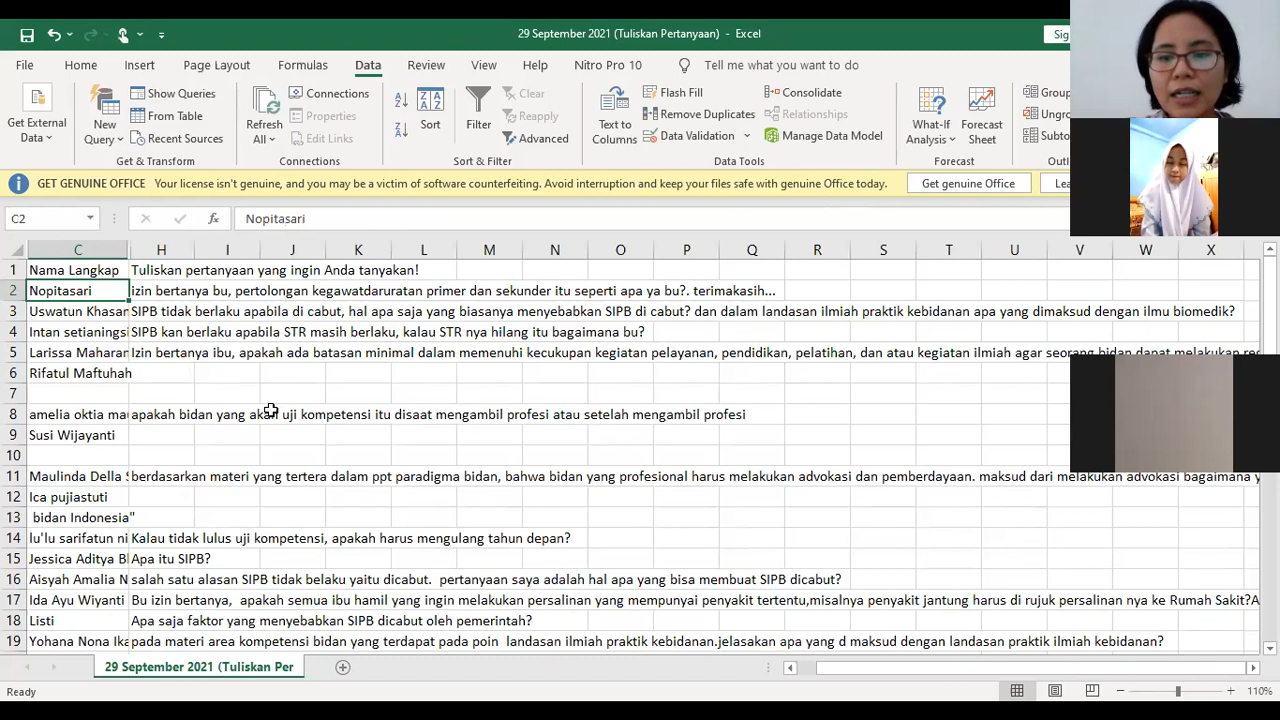 29 September 2021 (Tuliskan Pertanyaan) - Excel
Sig
File Home Insert Page Layout Formulas Data Review View Help Nitro Pro 10 Tell me what you want to do
Get External Data
New Query
Show Queries
From Table
Recent Sources
Get & Transform
Refresh All
Connections
Properties
Edit Links
Connections
Sort
Filter
Clear
Reapply
Advanced
Sort & Filter
Text to Columns
Flash Fill
Remove Duplicates
Data Validation
Consolidate
Relationships
Manage Data Model
Data Tools
What-If Analysis
Forecast Sheet
Forecast
Group
Ungro
Subto
Outl
GET GENUINE OFFICE Your license isn't genuine, and you may be a victim of software counterfeiting. Avoid interruption and keep your files safe with genuine Office today. Get genuine Office Lea
C2 fx Nopitasari
C H I J K L M N O P Q R S T U V W X
1 Nama Langkap Tuliskan pertanyaan yang ingin Anda tanyakan!
2 Nopitasari izin bertanya bu, pertolongan kegawatdaruratan primer dan sekunder itu seperti apa ya bu?. terimakasih...
3 Uswatun Khasan SIPB tidak berlaku apabila di cabut, hal apa saja yang biasanya menyebabkan SIPB di cabut? dan dalam landasan ilmiah praktik kebidanan apa yang dimaksud dengan ilmu biomedik?
4 Intan setianingsi SIPB kan berlaku apabila STR masih berlaku, kalau STR nya hilang itu bagaimana bu?
5 Larissa Maharan Izin bertanya ibu, apakah ada batasan minimal dalam memenuhi kecukupan kegiatan pelayanan, pendidikan, pelatihan, dan atau kegiatan ilmiah agar seorang bidan dapat melakukan rec
6 Rifatul Maftuhah
7
8 amelia oktia mau apakah bidan yang akan uji kompetensi itu disaat mengambil profesi atau setelah mengambil profesi
9 Susi Wijayanti
10
11 Maulinda Della S berdasarkan materi yang tertera dalam ppt paradigma bidan, bahwa bidan yang profesional harus melakukan advokasi dan pemberdayaan. maksud dari melakukan advokasi bagaimana y
12 Ica pujiastuti
13 bidan Indonesia"
14 lu'lu sarifatun ni Kalau tidak lulus uji kompetensi, apakah harus mengulang tahun depan?
15 Jessica Aditya Bl Apa itu SIPB?
16 Aisyah Amalia N salah satu alasan SIPB tidak belaku yaitu dicabut. pertanyaan saya adalah hal apa yang bisa membuat SIPB dicabut?
17 Ida Ayu Wiyanti Bu izin bertanya, apakah semua ibu hamil yang ingin melakukan persalinan yang mempunyai penyakit tertentu,misalnya penyakit jantung harus di rujuk persalinan nya ke Rumah Sakit?A
18 Listi Apa saja faktor yang menyebabkan SIPB dicabut oleh pemerintah?
19 Yohana Nona Ika pada materi area kompetensi bidan yang terdapat pada poin landasan ilmiah praktik kebidanan.jelasakan apa yang d maksud dengan landasan praktik ilmiah kebidanan?
29 September 2021 (Tuliskan Per
Ready 110%